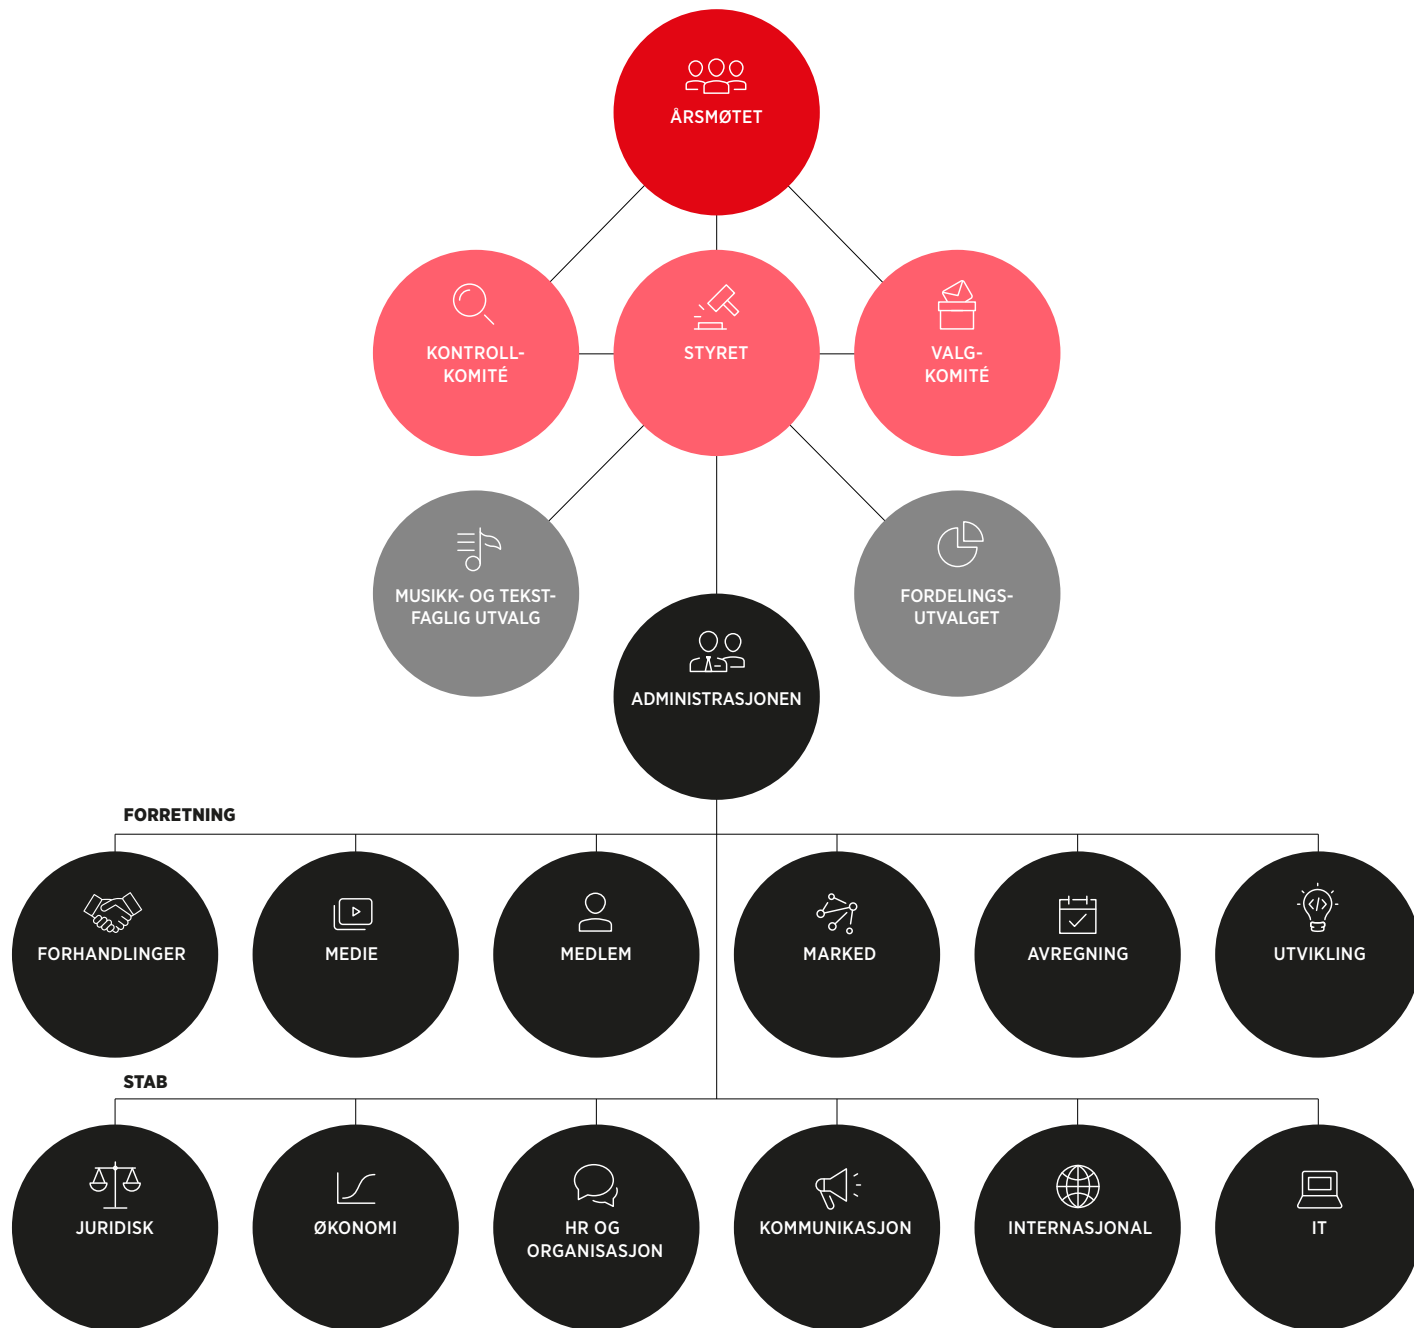 ÅRSMØTET
KONTROLL-
KOMITÉ
STYRET
VALG-
KOMITÉ
MUSIKK- OG TEKST-
FAGLIG UTVALG
FORDELINGS-
UTVALGET
ADMINISTRASJONEN
FORRETNING
FORHANDLINGER
MEDIE
MEDLEM
MARKED
AVREGNING
UTVIKLING
STAB
JURIDISK
ØKONOMI
HR OG
ORGANISASJON
KOMMUNIKASJON
INTERNASJONAL
IT